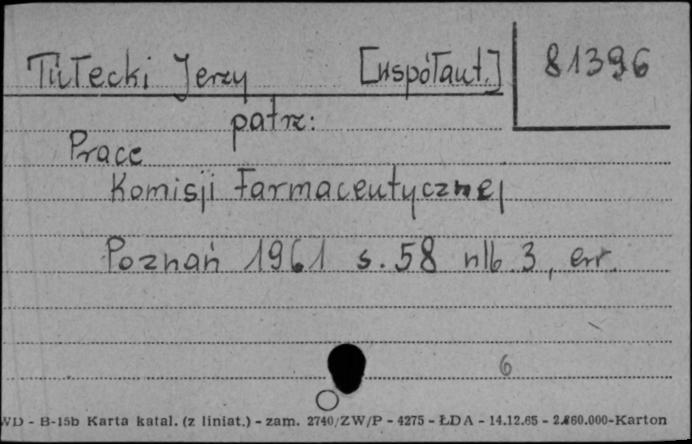 Tułecki Jerzy [współaut.] 81396
patrz:
Prace
Komisji Farmaceutycznej
Poznań 1961 s. 58 nlb. 3, err.
6
WD - B-15b Karta katal. (z liniat.) - zam. 2740/ZW/P - 4275 - ŁDA - 14.12.65 - 2.860.000-Karton